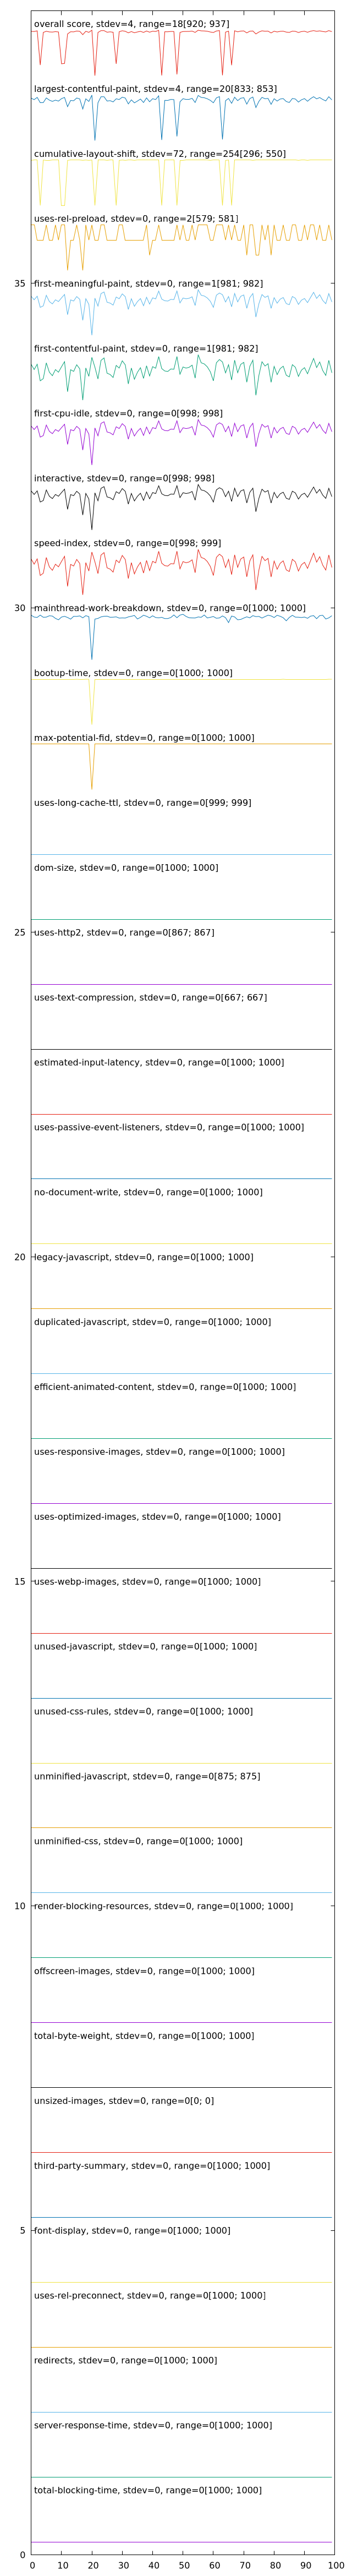 overall score, stdev=4, range=18[920; 937]
largest-contentful-paint, stdev=4, range=20[833; 853]
cumulative-layout-shift, stdev=72, range=254[296; 550]
uses-rel-preload, stdev=0, range=2[579; 581]
35
first-meaningful-paint, stdev=0, range=1[981; 982]
first-contentful-paint, stdev=0, range=1[981; 982]
first-cpu-idle, stdev=0, range=0[998; 998]
interactive, stdev=0, range=0[998; 998]
speed-index, stdev=0, range=0[998; 999]
30
mainthread-work-breakdown, stdev=0, range=0[1000; 1000]
bootup-time, stdev=0, range=0[1000; 1000]
max-potential-fid, stdev=0, range=0[1000; 1000]
uses-long-cache-ttl, stdev=0, range=0[999; 999]
dom-size, stdev=0, range=0[1000; 1000]
25
uses-http2, stdev=0, range=0[867; 867]
uses-text-compression, stdev=0, range=0[667; 667]
estimated-input-latency, stdev=0, range=0[1000; 1000]
uses-passive-event-listeners, stdev=0, range=0[1000; 1000]
no-document-write, stdev=0, range=0[1000; 1000]
20
legacy-javascript, stdev=0, range=0[1000; 1000]
duplicated-javascript, stdev=0, range=0[1000; 1000]
efficient-animated-content, stdev=0, range=0[1000; 1000]
uses-responsive-images, stdev=0, range=0[1000; 1000]
uses-optimized-images, stdev=0, range=0[1000; 1000]
15
uses-webp-images, stdev=0, range=0[1000; 1000]
unused-javascript, stdev=0, range=0[1000; 1000]
unused-css-rules, stdev=0, range=0[1000; 1000]
unminified-javascript, stdev=0, range=0[875; 875]
unminified-css, stdev=0, range=0[1000; 1000]
10
render-blocking-resources, stdev=0, range=0[1000; 1000]
offscreen-images, stdev=0, range=0[1000; 1000]
total-byte-weight, stdev=0, range=0[1000; 1000]
unsized-images, stdev=0, range=0[0; 0]
third-party-summary, stdev=0, range=0[1000; 1000]
5
font-display, stdev=0, range=0[1000; 1000]
uses-rel-preconnect, stdev=0, range=0[1000; 1000]
redirects, stdev=0, range=0[1000; 1000]
server-response-time, stdev=0, range=0[1000; 1000]
total-blocking-time, stdev=0, range=0[1000; 1000]
0
0 10 20 30 40 50 60 70 80 90 100